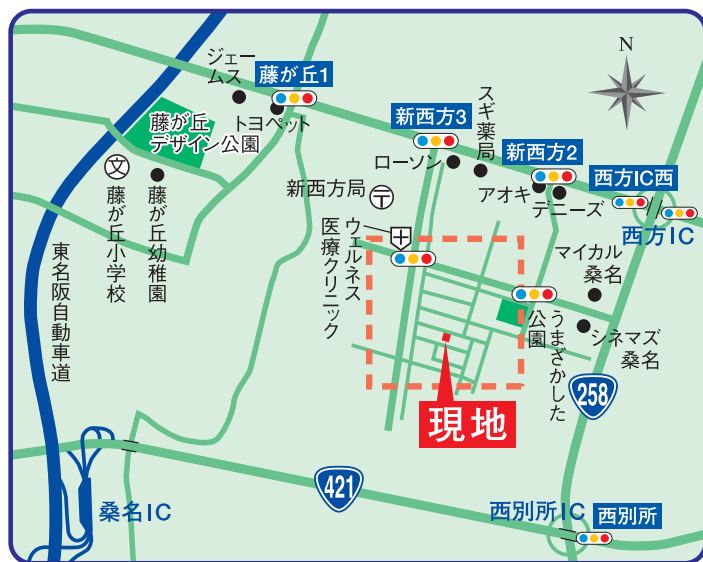 N
ジェー
ムス
藤が丘1
トヨペット
藤が丘
デザイン公園
藤が丘小学校
文
藤が丘幼稚園
東名阪自動車道
新西方3
ローソン
スギ薬局
新西方2
アオキ
デニーズ
西方IC西
西方IC
新西方局
〒
ウェルネス
医療クリニック
マイカル
桑名
シネマズ
桑名
うまざかした
公園
現地
258
421
桑名IC
西別所IC
西別所